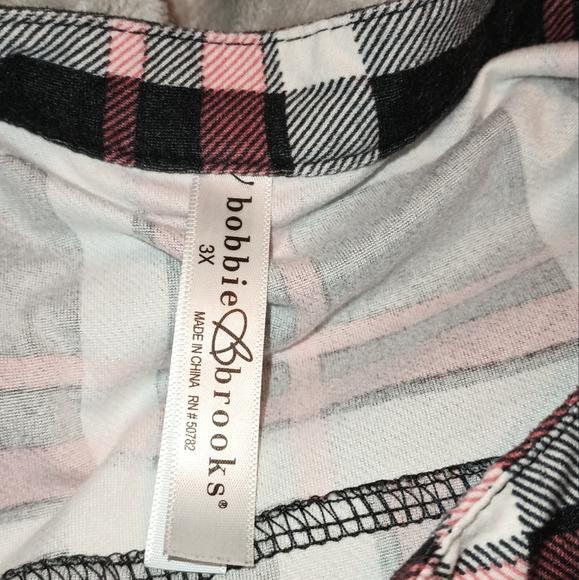 bobbie brooks®
3X
MADE IN CHINA RN # 50782